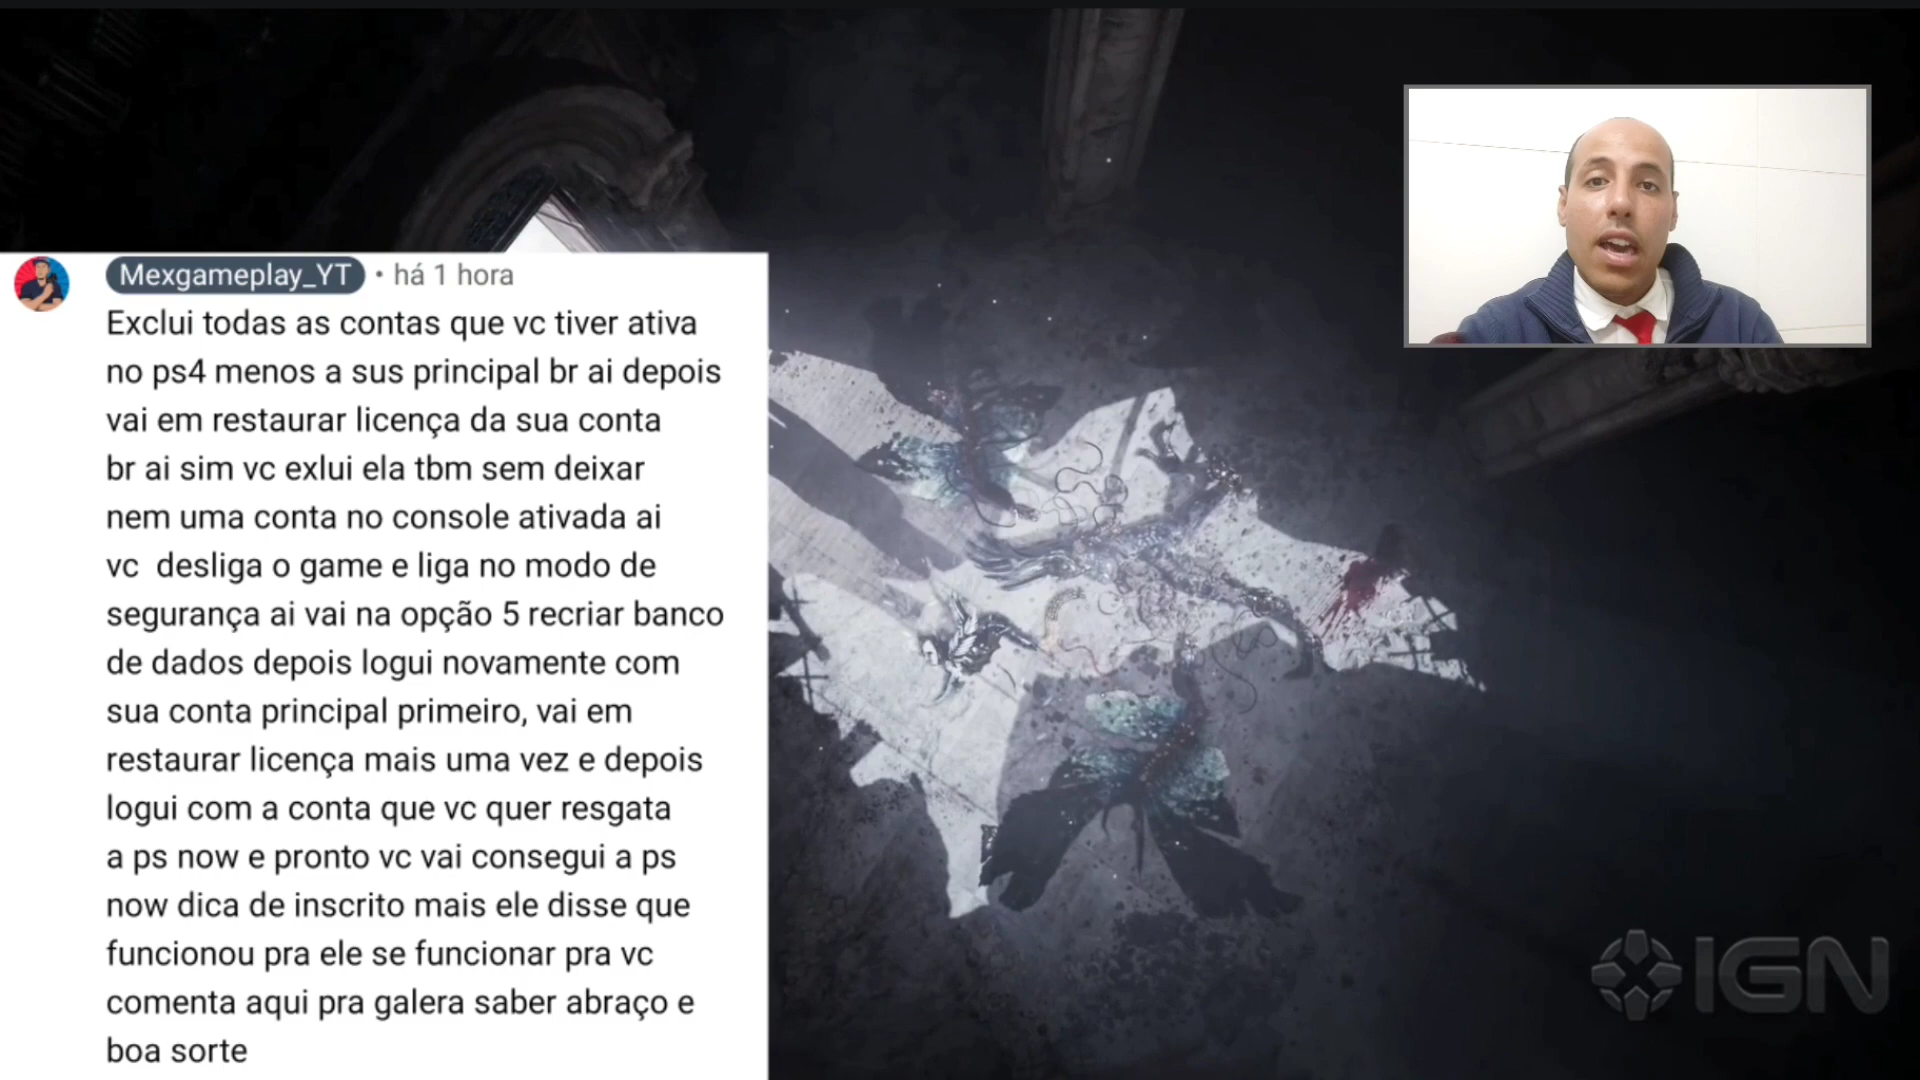 Mexgameplay_YT • há 1 hora
Exclui todas as contas que vc tiver ativa
no ps4 menos a sus principal br ai depois
vai em restaurar licença da sua conta
br ai sim vc exlui ela tbm sem deixar
nem uma conta no console ativada ai
vc  desliga o game e liga no modo de
segurança ai vai na opção 5 recriar banco
de dados depois logui novamente com
sua conta principal primeiro, vai em
restaurar licença mais uma vez e depois
logui com a conta que vc quer resgata
a ps now e pronto vc vai consegui a ps
now dica de inscrito mais ele disse que
funcionou pra ele se funcionar pra vc
comenta aqui pra galera saber abraço e
boa sorte
IGN